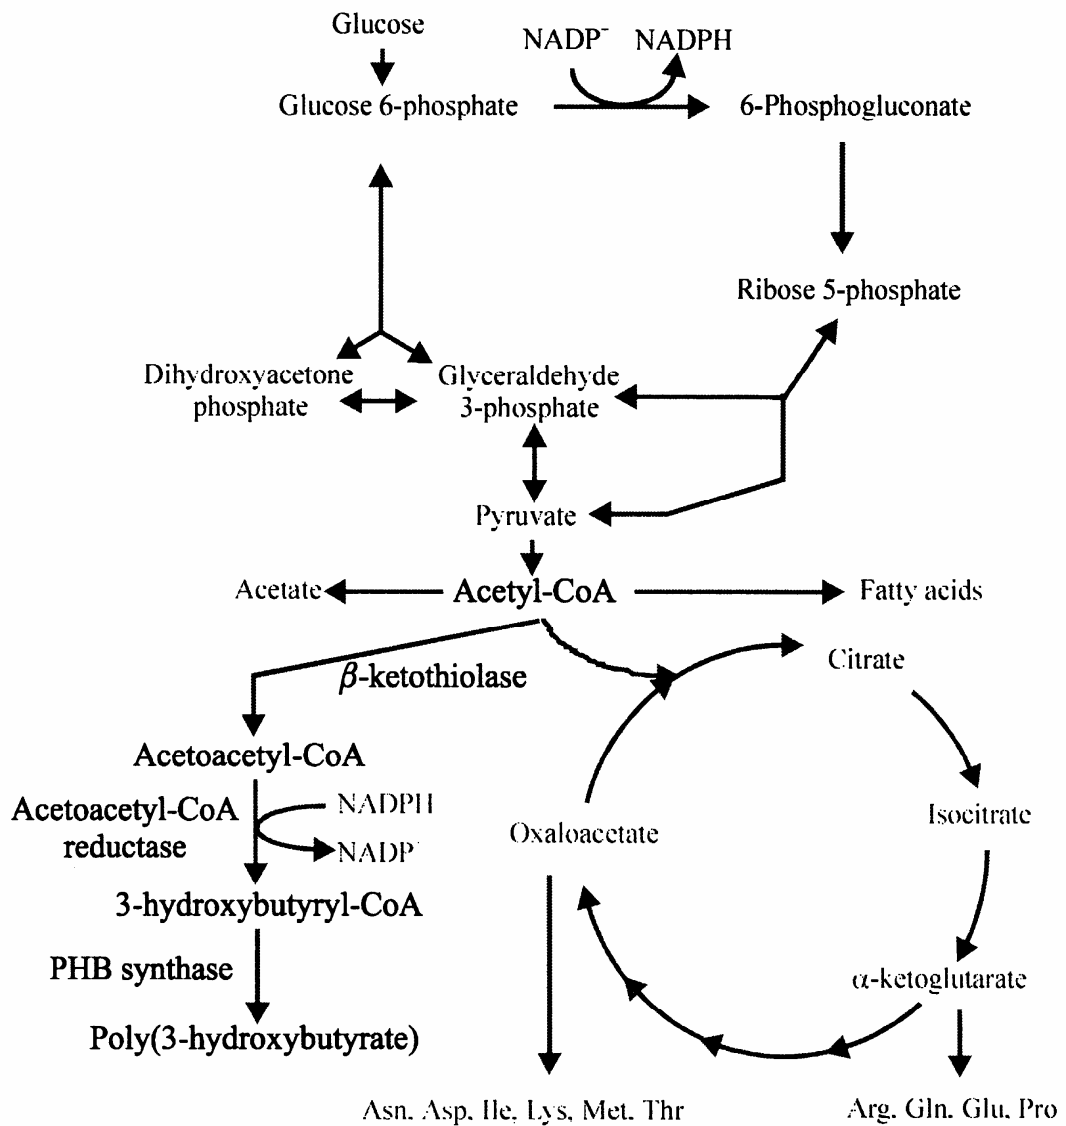 Glucose
NADP⁻ NADPH
Glucose 6-phosphate
6-Phosphogluconate
Ribose 5-phosphate
Dihydroxyacetone
phosphate
Glyceraldehyde
3-phosphate
Pyruvate
Acetate
Acetyl-CoA
Fatty acids
β-ketothiolase
Citrate
Acetoacetyl-CoA
Acetoacetyl-CoA
reductase
NADPH
NADP
Oxaloacetate
Isocitrate
3-hydroxybutyryl-CoA
PHB synthase
α-ketoglutarate
Poly(3-hydroxybutyrate)
Asn, Asp, Ile, Lys, Met, Thr
Arg, Gln, Glu, Pro